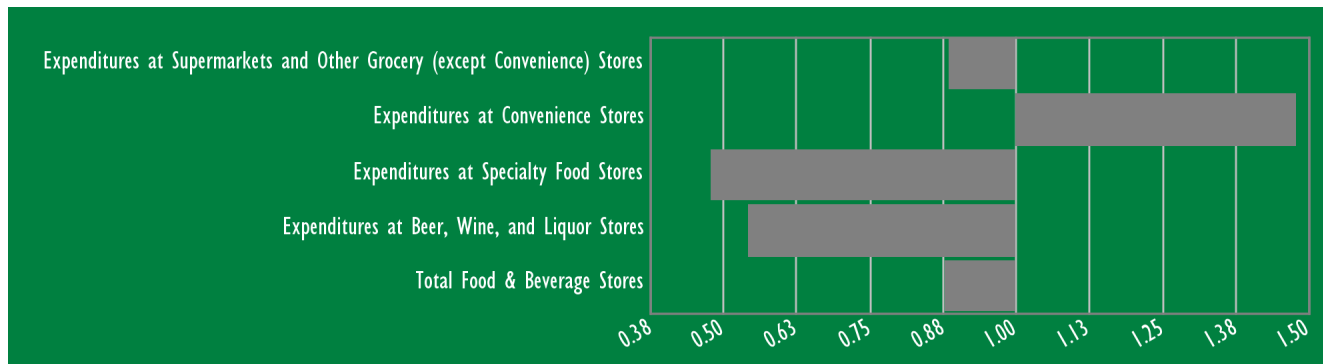 Expenditures at Supermarkets and Other Grocery (except Convenience) Stores
Expenditures at Convenience Stores
Expenditures at Specialty Food Stores
Expenditures at Beer, Wine, and Liquor Stores
Total Food & Beverage Stores
0.38 0.50 0.63 0.75 0.88 1.00 1.13 1.25 1.38 1.50